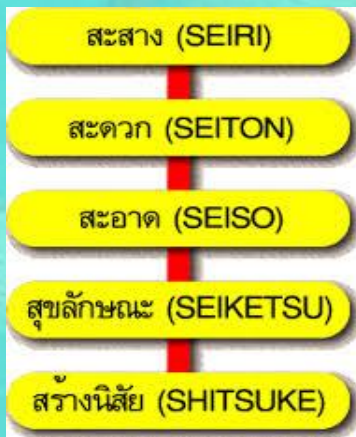 สะสาง (SEIRI)
สะดวก (SEITON)
สะอาด (SEISO)
สุขลักษณะ (SEIKETSU)
สร้างนิสัย (SHITSUKE)